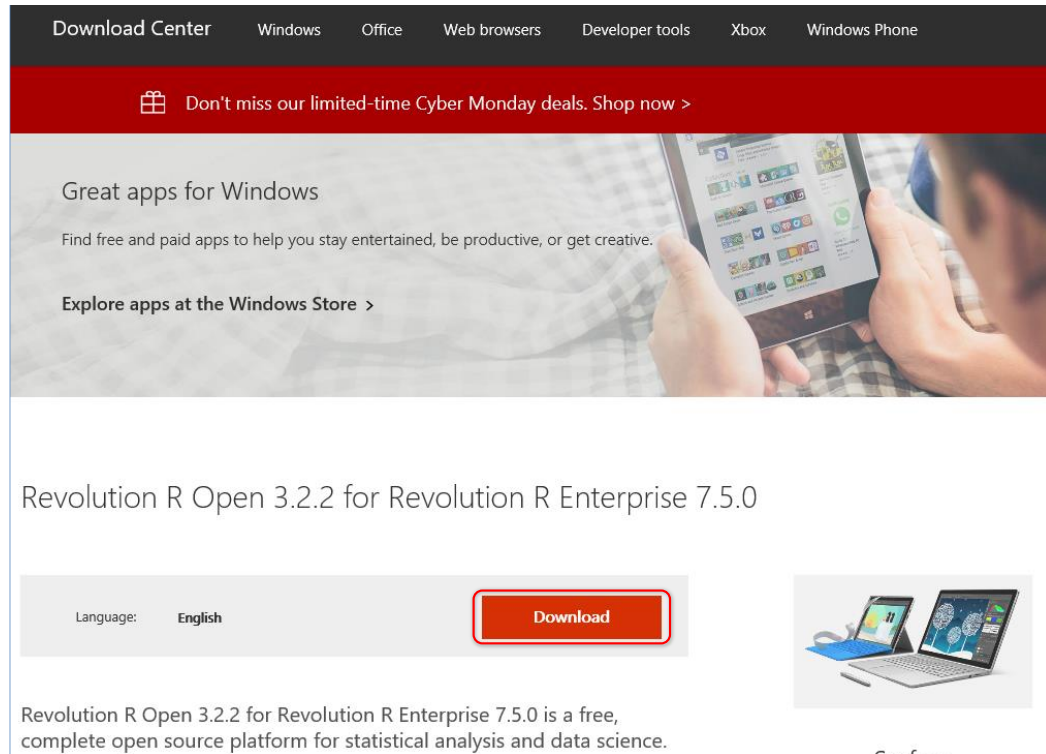 Download Center Windows Office Web browsers Developer tools Xbox Windows Phone
Don't miss our limited-time Cyber Monday deals. Shop now >
Great apps for Windows
Find free and paid apps to help you stay entertained, be productive, or get creative.
Explore apps at the Windows Store >
Revolution R Open 3.2.2 for Revolution R Enterprise 7.5.0
Language: English Download
Revolution R Open 3.2.2 for Revolution R Enterprise 7.5.0 is a free,
complete open source platform for statistical analysis and data science.